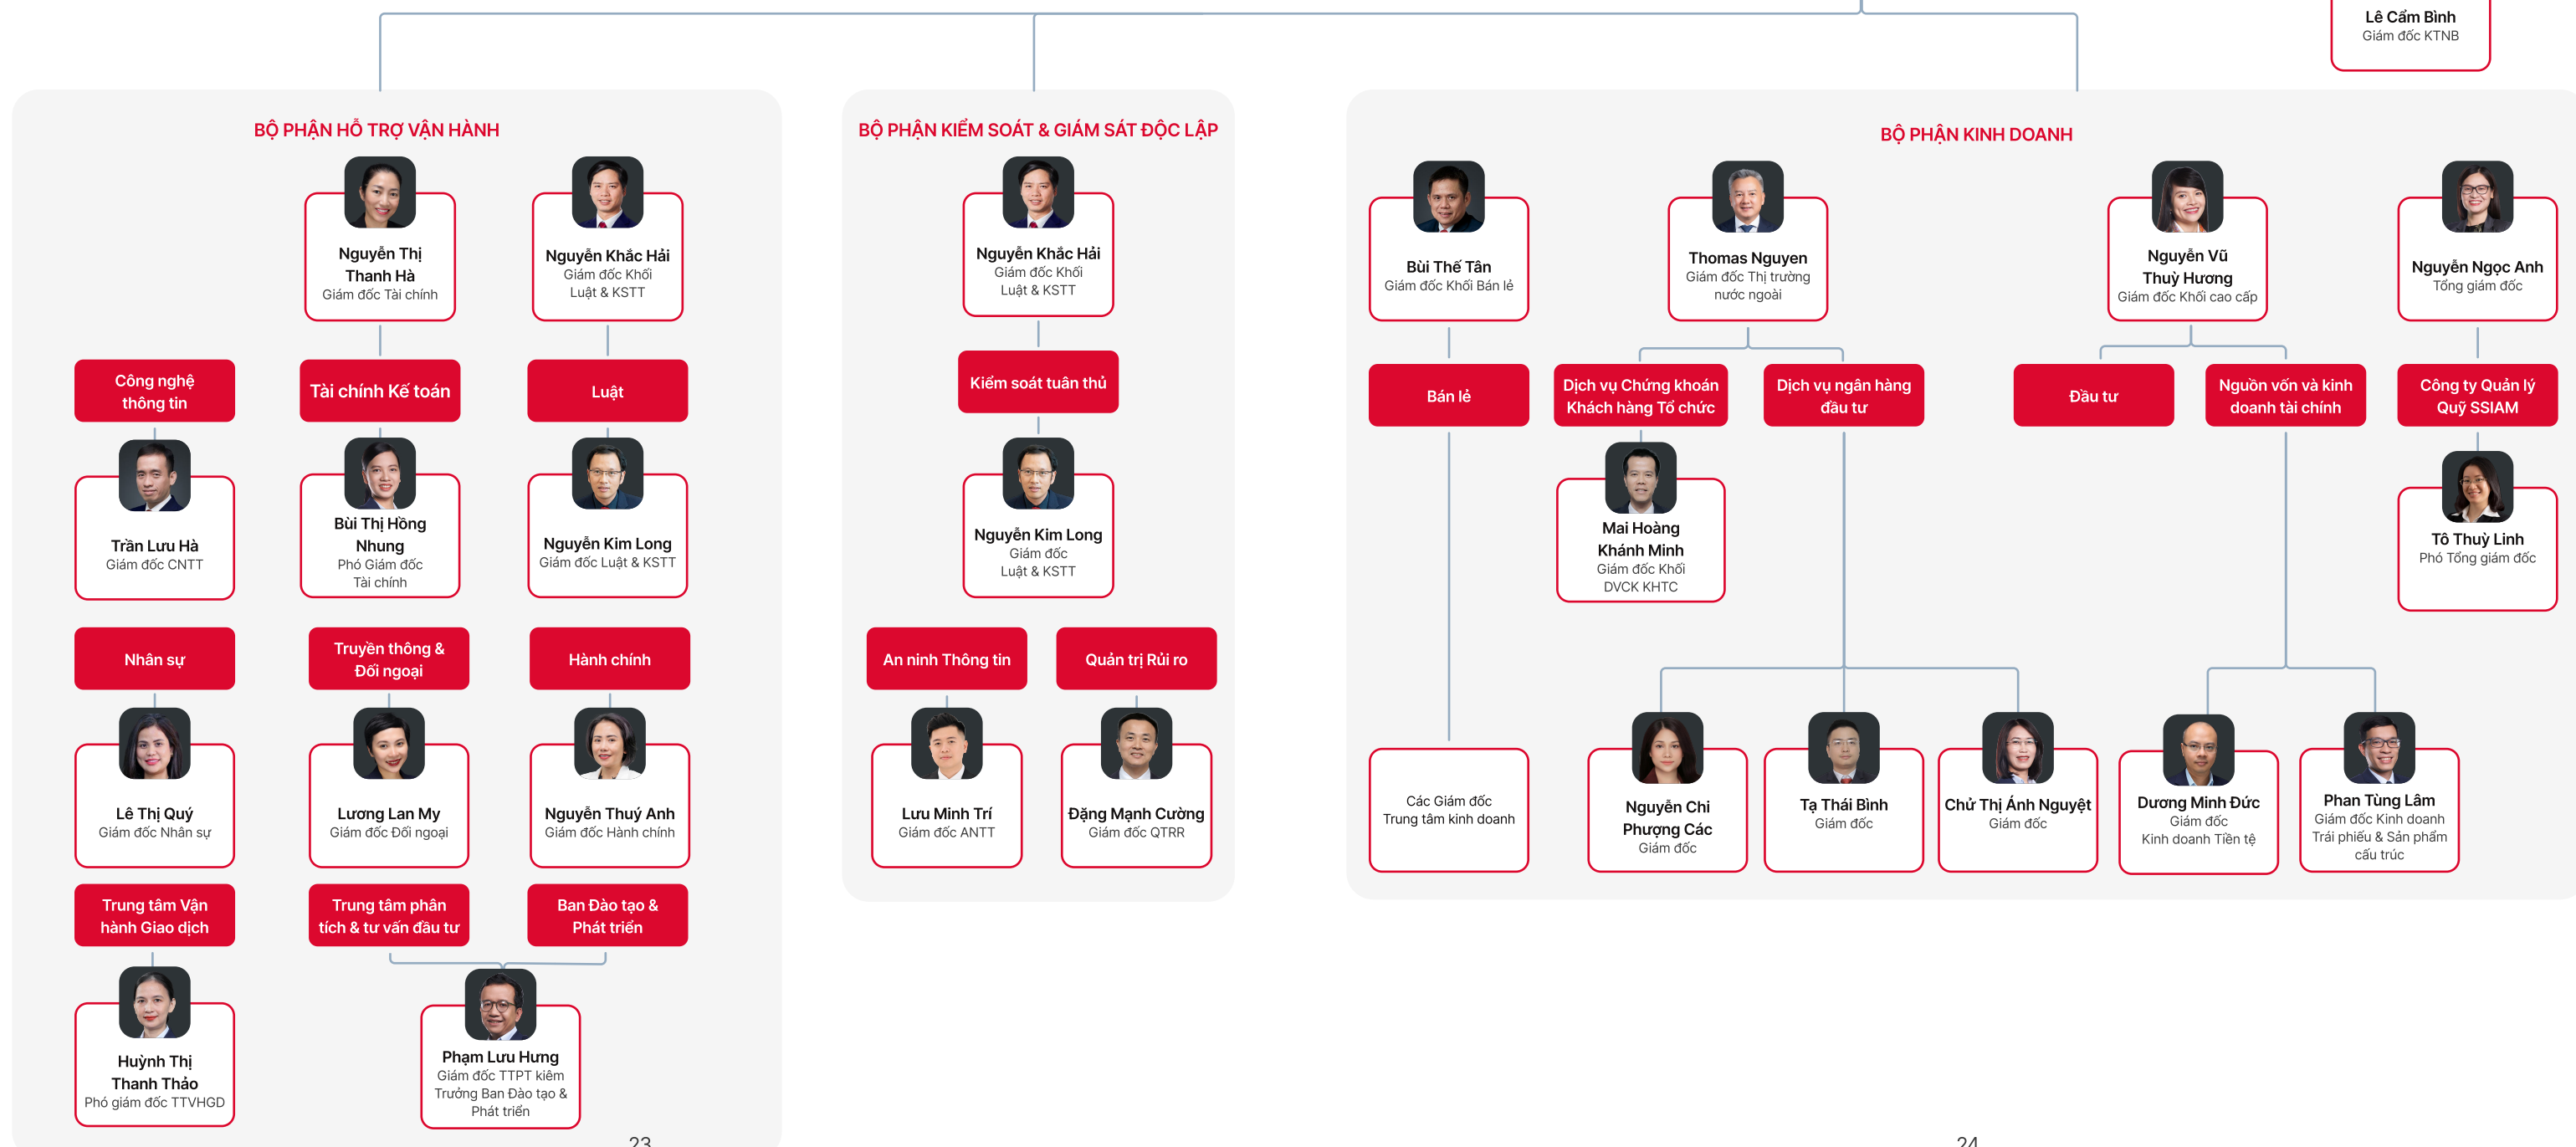 Lê Cẩm Bình
Giám đốc KTNB
BỘ PHẬN HỖ TRỢ VẬN HÀNH
Nguyễn Thị
Thanh Hà
Giám đốc Tài chính
Nguyễn Khắc Hải
Giám đốc Khối
Luật & KSTT
Công nghệ
thông tin
Tài chính Kế toán
Luật
Trần Lưu Hà
Giám đốc CNTT
Bùi Thị Hồng
Nhung
Phó Giám đốc
Tài chính
Nguyễn Kim Long
Giám đốc Luật & KSTT
Nhân sự
Truyền thông &
Đối ngoại
Hành chính
Lê Thị Quý
Giám đốc Nhân sự
Lương Lan My
Giám đốc Đối ngoại
Nguyễn Thuý Anh
Giám đốc Hành chính
Trung tâm Vận
hành Giao dịch
Trung tâm phân
tích & tư vấn đầu tư
Ban Đào tạo &
Phát triển
Huỳnh Thị
Thanh Thảo
Phó giám đốc TTVHGD
Phạm Lưu Hưng
Giám đốc TTPT kiêm
Trưởng Ban Đào tạo &
Phát triển
23
BỘ PHẬN KIỂM SOÁT & GIÁM SÁT ĐỘC LẬP
Nguyễn Khắc Hải
Giám đốc Khối
Luật & KSTT
Kiểm soát tuân thủ
Nguyễn Kim Long
Giám đốc
Luật & KSTT
An ninh Thông tin
Quản trị Rủi ro
Lưu Minh Trí
Giám đốc ANTT
Đặng Mạnh Cường
Giám đốc QTRR
BỘ PHẬN KINH DOANH
Bùi Thế Tân
Giám đốc Khối Bán lẻ
Thomas Nguyen
Giám đốc Thị trường
nước ngoài
Nguyễn Vũ
Thuỳ Hương
Giám đốc Khối cao cấp
Nguyễn Ngọc Anh
Tổng giám đốc
Bán lẻ
Dịch vụ Chứng khoán
Khách hàng Tổ chức
Dịch vụ ngân hàng
đầu tư
Đầu tư
Nguồn vốn và kinh
doanh tài chính
Công ty Quản lý
Quỹ SSIAM
Mai Hoàng
Khánh Minh
Giám đốc Khối
DVCK KHTC
Tô Thuỳ Linh
Phó Tổng giám đốc
Các Giám đốc
Trung tâm kinh doanh
Nguyễn Chi
Phượng Các
Giám đốc
Tạ Thái Bình
Giám đốc
Chử Thị Ánh Nguyệt
Giám đốc
Dương Minh Đức
Giám đốc
Kinh doanh Tiền tệ
Phan Tùng Lâm
Giám đốc Kinh doanh
Trái phiếu & Sản phẩm
cấu trúc
24